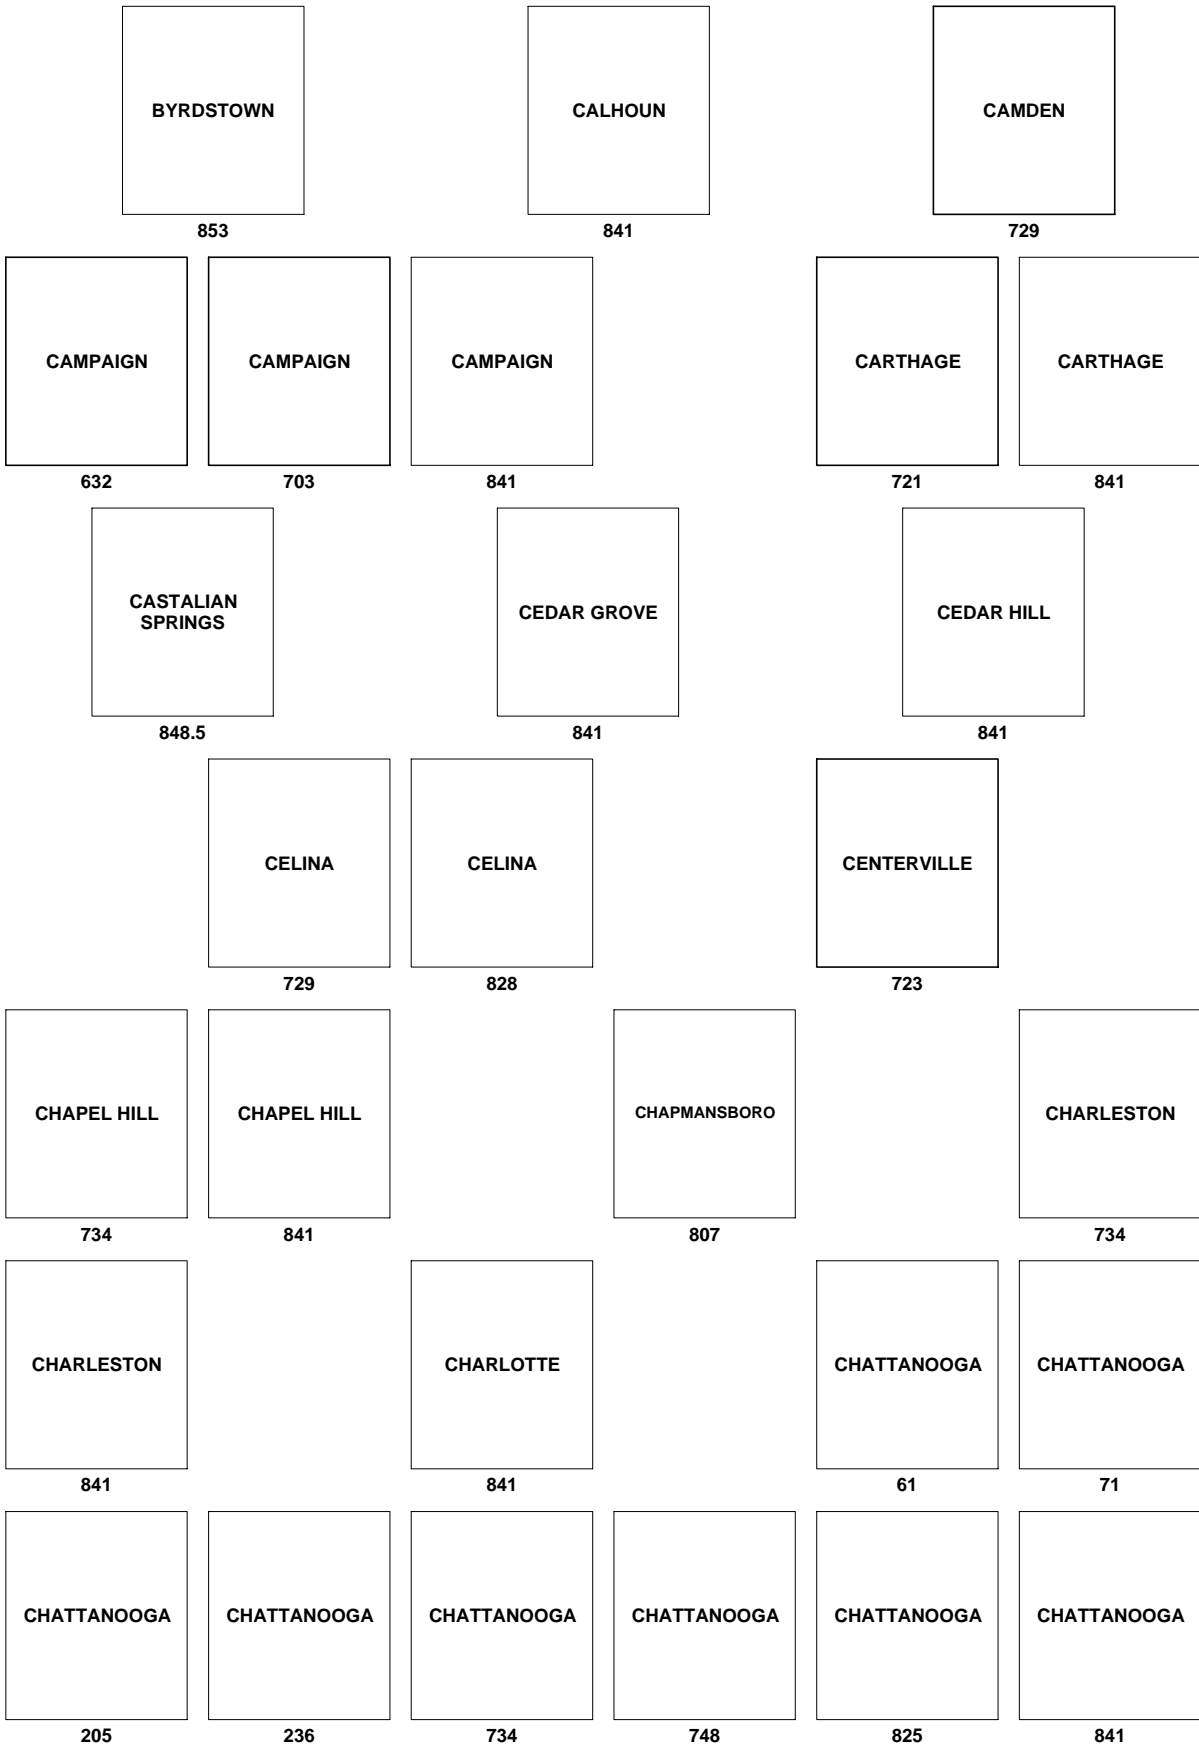 BYRDSTOWN
CALHOUN
CAMDEN
853
841
729
CAMPAIGN
CAMPAIGN
CAMPAIGN
CARTHAGE
CARTHAGE
632
703
841
721
841
CASTALIAN
SPRINGS
CEDAR GROVE
CEDAR HILL
848.5
841
841
CELINA
CELINA
CENTERVILLE
729
828
723
CHAPEL HILL
CHAPEL HILL
CHAPMANSBORO
CHARLESTON
734
841
807
734
CHARLESTON
CHARLOTTE
CHATTANOOGA
CHATTANOOGA
841
841
61
71
CHATTANOOGA
CHATTANOOGA
CHATTANOOGA
CHATTANOOGA
CHATTANOOGA
CHATTANOOGA
205
236
734
748
825
841